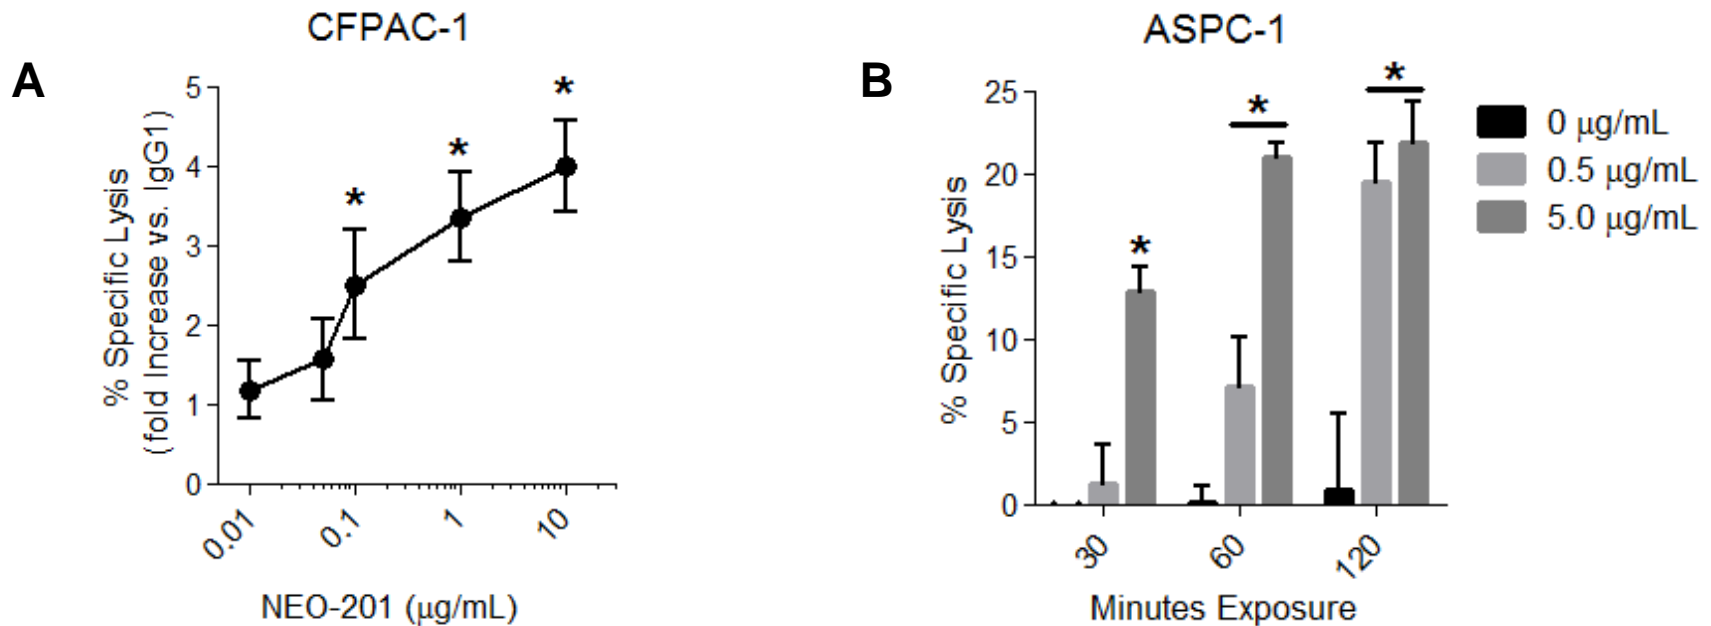 CFPAC-1
A
% Specific Lysis
(fold Increase vs. IgG1)
5
4
3
2
1
0
* * *
0.01 0.1 1 10
NEO-201 (μg/mL)
ASPC-1
B
% Specific Lysis
25
20
15
10
5
0
* * *
30 60 120
Minutes Exposure
0 μg/mL
0.5 μg/mL
5.0 μg/mL